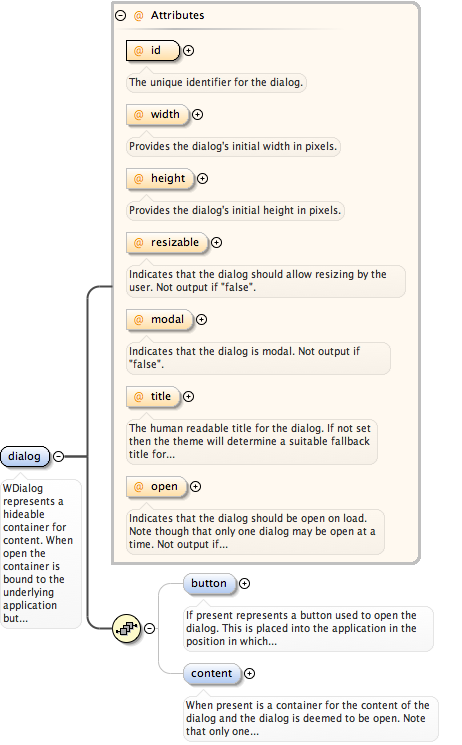 Attributes
@ id
The unique identifier for the dialog.
@ width
Provides the dialog's initial width in pixels.
@ height
Provides the dialog's initial height in pixels.
@ resizable
Indicates that the dialog should allow resizing by the
user. Not output if "false".
@ modal
Indicates that the dialog is modal. Not output if
"false".
@ title
The human readable title for the dialog. If not set
then the theme will determine a suitable fallback
title for...
@ open
Indicates that the dialog should be open on load.
Note though that only one dialog may be open at a
time. Not output if...
dialog
WDialog
represents a
hideable
container for
content. When
open the
container is
bound to the
underlying
application
but...
button
If present represents a button used to open the
dialog. This is placed into the application in the
position in which...
content
When present is a container for the content of the
dialog and the dialog is deemed to be open. Note
that only one...